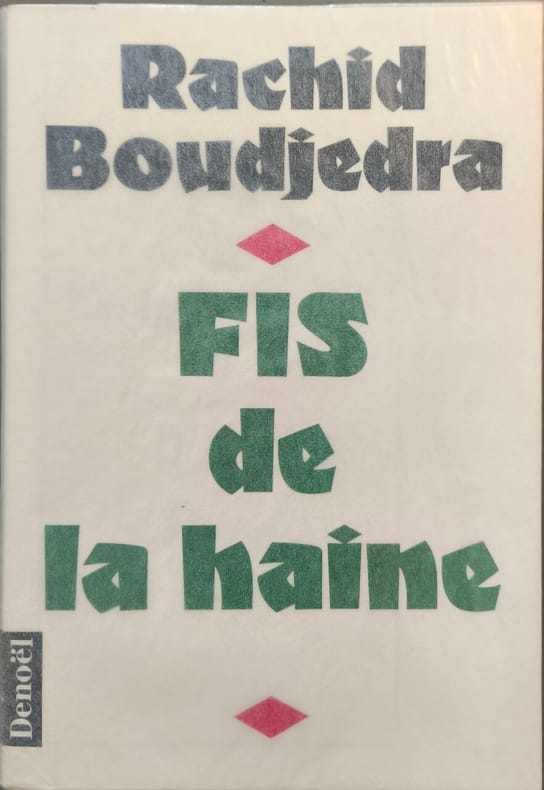 Rachid
Boudjedra
FIS
de
la haine
Denoël